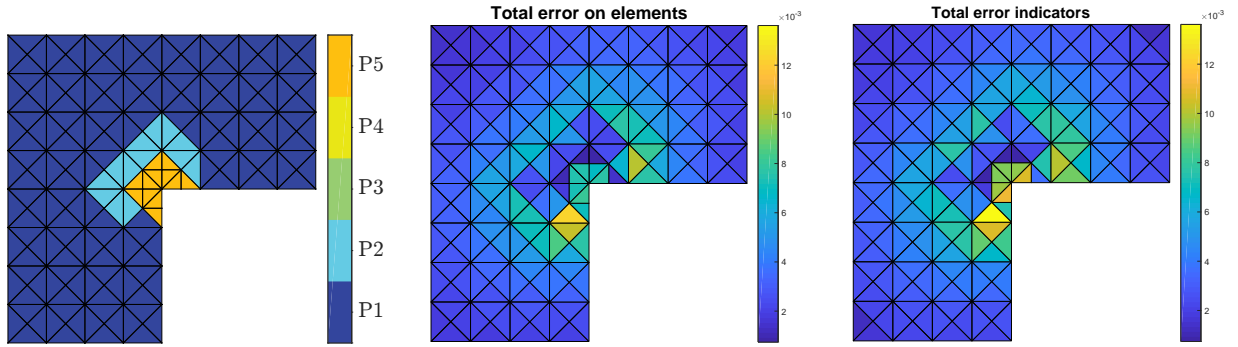 P5
P4
P3
P2
P1
Total error on elements
×10⁻³
12
10
8
6
4
2
Total error indicators
×10⁻³
12
10
8
6
4
2